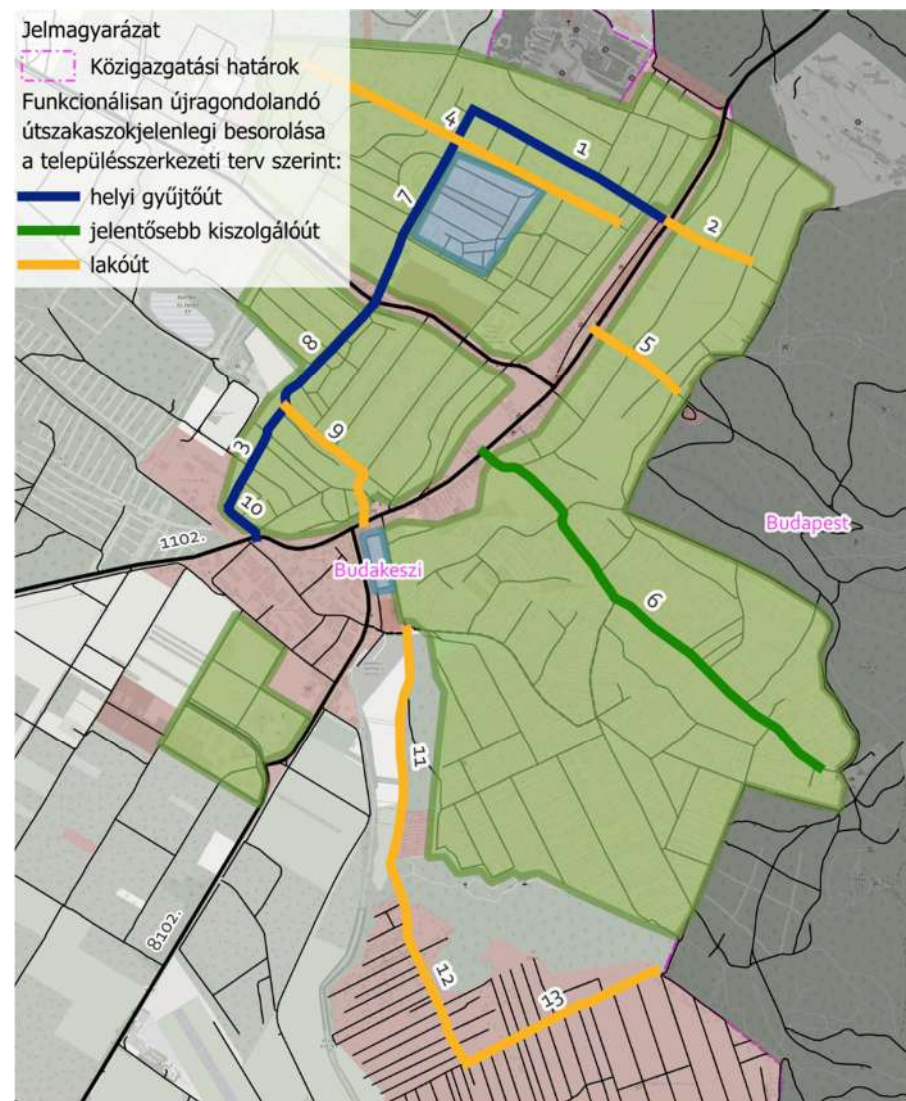 Jelmagyarázat
Közigazgatási határok
Funkcionálisan újragondolandó
útszakaszokjelenlegi besorolása
a településszerkezeti terv szerint:
helyi gyűjtőút
jelentősebb kiszolgálóút
lakóút
4
1
7
2
8
5
9
3
10
1102.
Budapest
Budakeszi
6
11
8102.
12
13